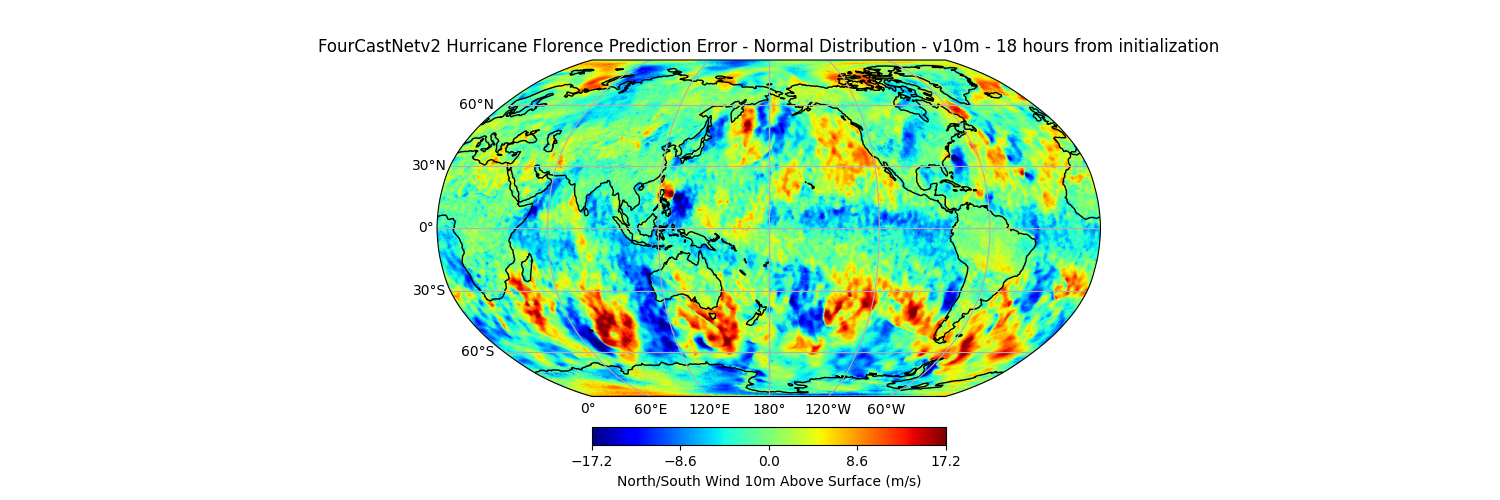 FourCastNetv2 Hurricane Florence Prediction Error - Normal Distribution - v10m - 18 hours from initialization
60°N
30°N
0°
30°S
60°S
0° 60°E 120°E 180° 120°W 60°W
−17.2 −8.6 0.0 8.6 17.2
North/South Wind 10m Above Surface (m/s)